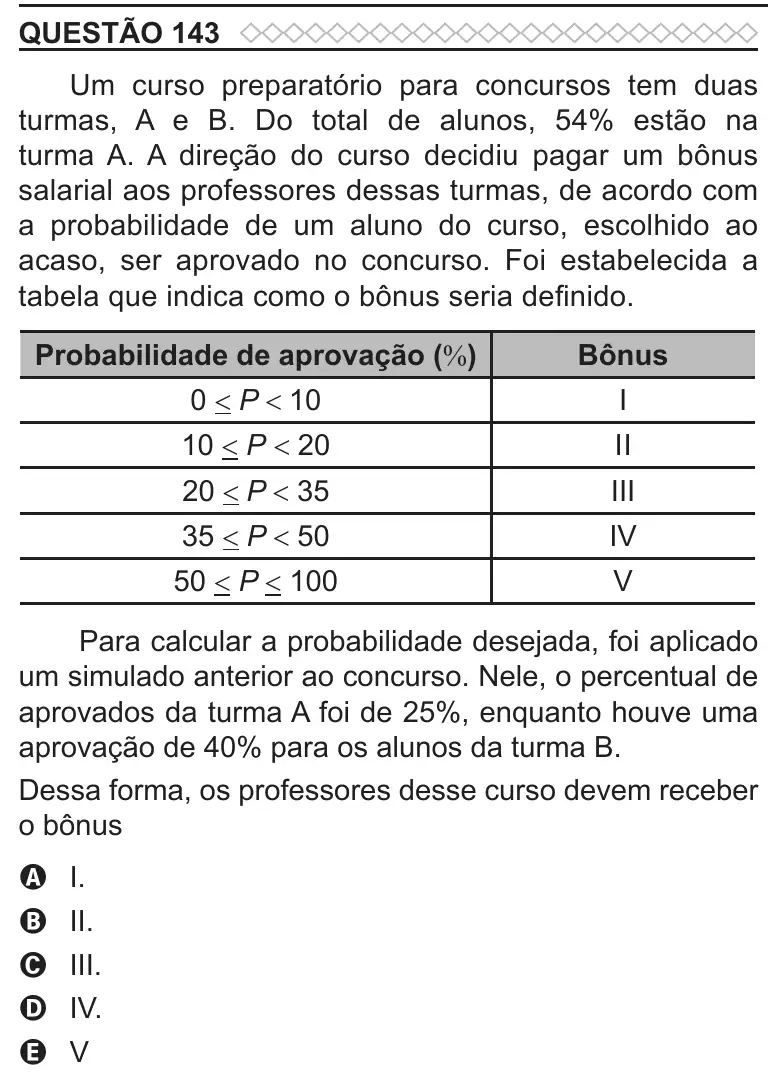 QUESTÃO 143
Um curso preparatório para concursos tem duas
turmas, A e B. Do total de alunos, 54% estão na
turma A. A direção do curso decidiu pagar um bônus
salarial aos professores dessas turmas, de acordo com
a probabilidade de um aluno do curso, escolhido ao
acaso, ser aprovado no concurso. Foi estabelecida a
tabela que indica como o bônus seria definido.
Probabilidade de aprovação (%) Bônus
0 ≤ P < 10 I
10 ≤ P < 20 II
20 ≤ P < 35 III
35 ≤ P < 50 IV
50 ≤ P ≤ 100 V
Para calcular a probabilidade desejada, foi aplicado
um simulado anterior ao concurso. Nele, o percentual de
aprovados da turma A foi de 25%, enquanto houve uma
aprovação de 40% para os alunos da turma B.
Dessa forma, os professores desse curso devem receber
o bônus
A I.
B II.
C III.
D IV.
E V